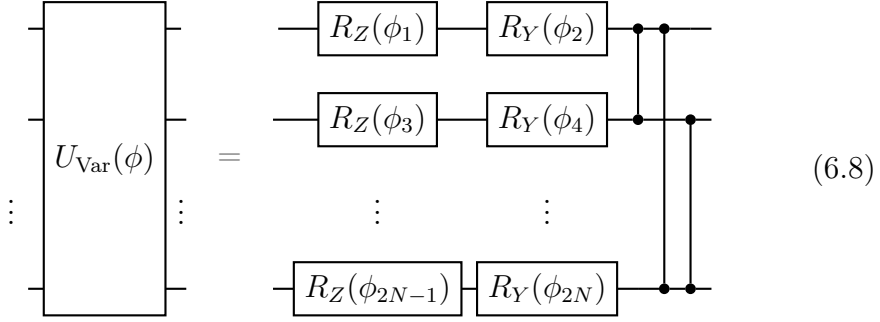 R_Z(ϕ_1) R_Y(ϕ_2)
R_Z(ϕ_3) R_Y(ϕ_4)
U_Var(ϕ) = (6.8)
⋮ ⋮ ⋮ ⋮
R_Z(ϕ_{2N−1}) R_Y(ϕ_{2N})